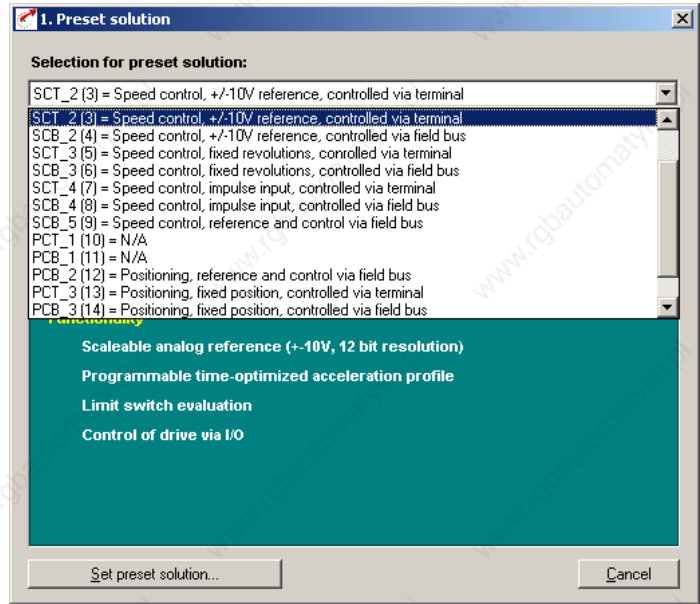 1. Preset solution
Selection for preset solution:
SCT_2 (3) = Speed control, +/-10V reference, controlled via terminal
SCT_2 (3) = Speed control, +/-10V reference, controlled via terminal
SCB_2 (4) = Speed control, +/-10V reference, controlled via field bus
SCT_3 (5) = Speed control, fixed revolutions, conrolled via terminal
SCB_3 (6) = Speed control, fixed revolutions, controlled via field bus
SCT_4 (7) = Speed control, impulse input, controlled via terminal
SCB_4 (8) = Speed control, impulse input, controlled via field bus
SCB_5 (9) = Speed control, reference and control via field bus
PCT_1 (10) = N/A
PCB_1 (11) = N/A
PCB_2 (12) = Positioning, reference and control via field bus
PCT_3 (13) = Positioning, fixed position, controlled via terminal
PCB_3 (14) = Positioning, fixed position, controlled via field bus
Functionality
Scaleable analog reference (+-10V, 12 bit resolution)
Programmable time-optimized acceleration profile
Limit switch evaluation
Control of drive via I/O
Set preset solution...
Cancel
www.rgbautomatyka.pl